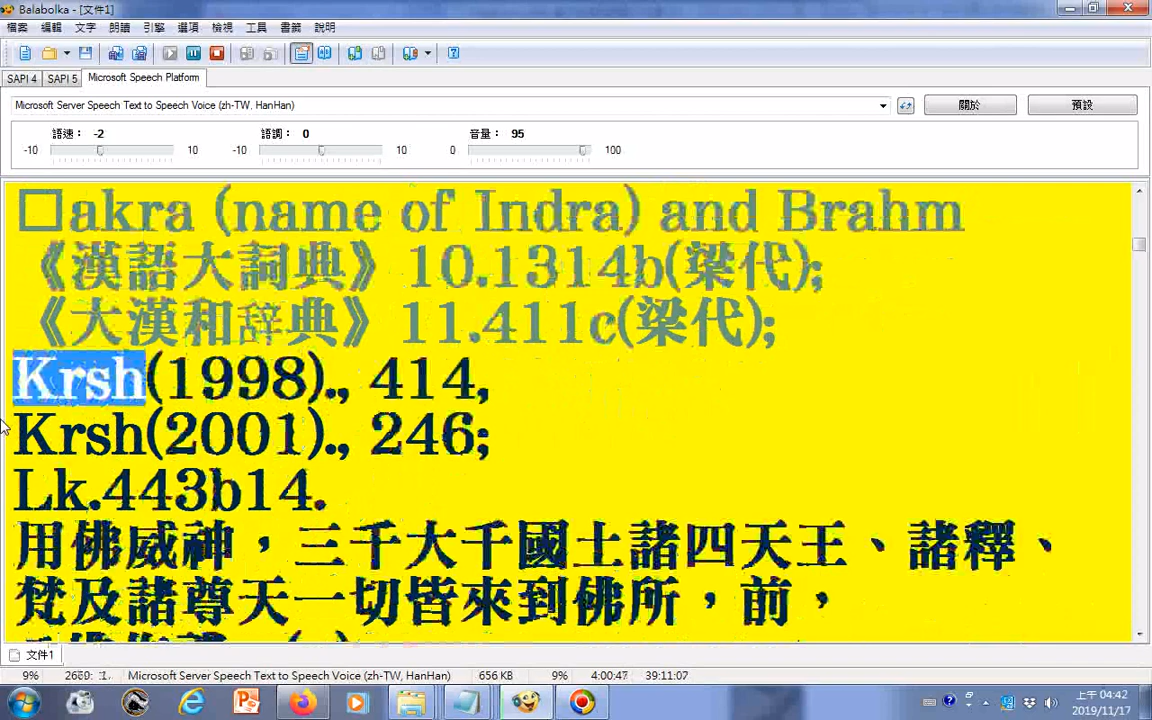 Balabolka - [文件1]
檔案 編輯 文字 朗讀 引擎 選項 檢視 工具 書籤 說明
SAPI 4 SAPI 5 Microsoft Speech Platform
Microsoft Server Speech Text to Speech Voice (zh-TW, HanHan) 關於 預設
語速： -2 語調： 0 音量： 95
-10 10 -10 10 0 100
□akra (name of Indra) and Brahm
《漢語大詞典》 10.1314b(梁代);
《大漢和辞典》 11.411c(梁代);
Krsh(1998)., 414,
Krsh(2001)., 246;
Lk.443b14.
用佛威神，三千大千國土諸四天王、諸釋、
梵及諸尊天一切皆來到佛所，前，
文件1
9% Microsoft Server Speech Text to Speech Voice (zh-TW, HanHan) 656 KB 9% 4:00:47 39:11:07
上午 04:42
2019/11/17